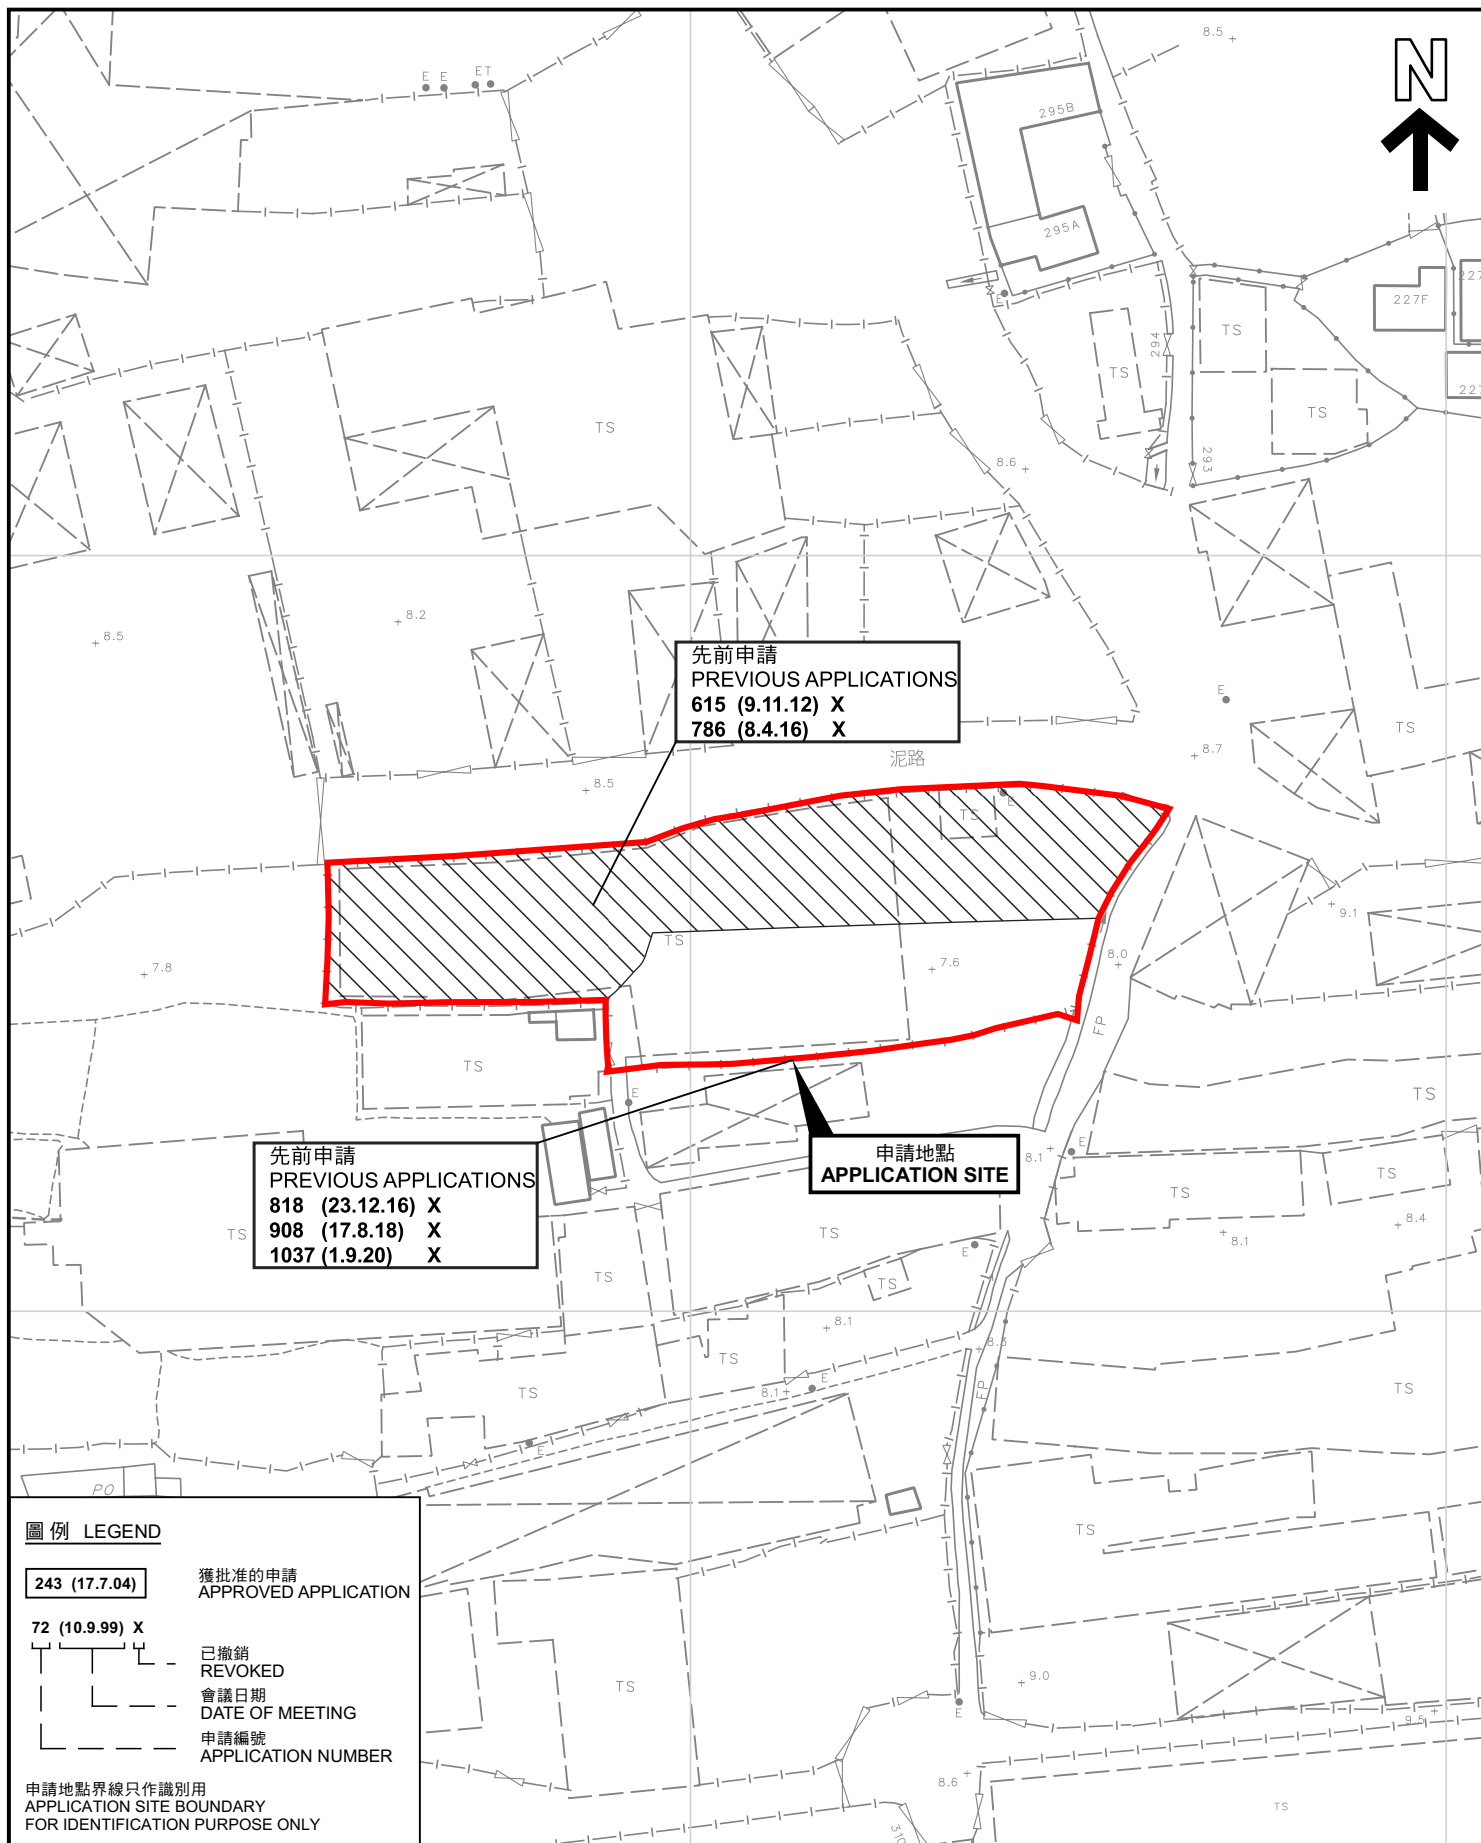 N
8.5
E E ET
295B
295A
E
227F
227
TS
294
TS
TS
227
TS
293
8.6
8.5
8.2
先前申請
PREVIOUS APPLICATIONS
615 (9.11.12) X
786 (8.4.16) X
E
TS
泥路
8.7
8.5
E
TS
9.1
TS
7.8
7.6
8.0
FP
TS
TS
E
先前申請
PREVIOUS APPLICATIONS
818 (23.12.16) X
908 (17.8.18) X
1037 (1.9.20) X
申請地點
APPLICATION SITE
8.1
E
TS
TS
TS
TS
8.1
8.4
E
TS
TS
8.1
8.3
TS
8.1
E
FP
TS
TS
E
PO
TS
圖例 LEGEND
243 (17.7.04)
獲批准的申請
APPROVED APPLICATION
72 (10.9.99) X
已撤銷
REVOKED
會議日期
DATE OF MEETING
申請編號
APPLICATION NUMBER
申請地點界線只作識別用
APPLICATION SITE BOUNDARY
FOR IDENTIFICATION PURPOSE ONLY
TS
9.0
E
9.5
8.6
TS